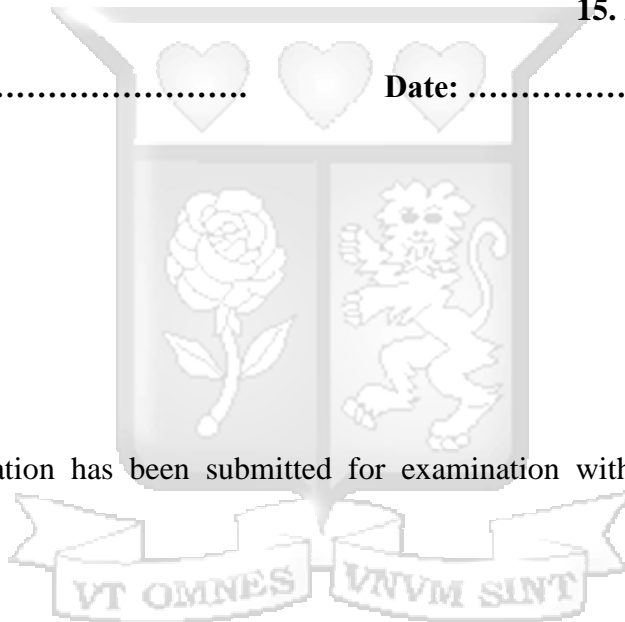 15.
…………………………. Date: ……………
ation has been submitted for examination with
VT OMNES VNVM SINT